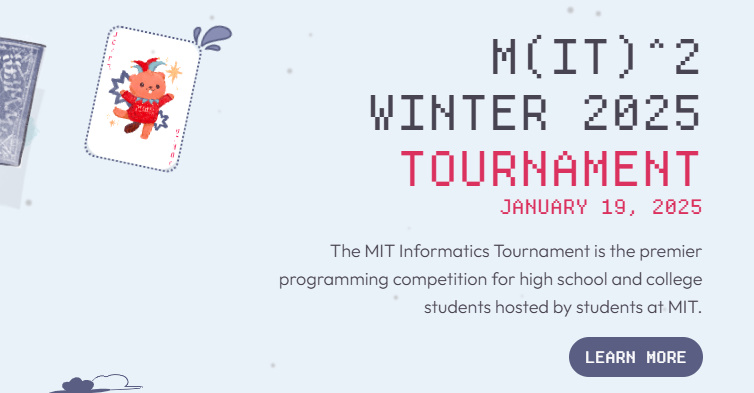 M(IT)^2
WINTER 2025
TOURNAMENT
JANUARY 19, 2025
The MIT Informatics Tournament is the premier
programming competition for high school and college
students hosted by students at MIT.
LEARN MORE